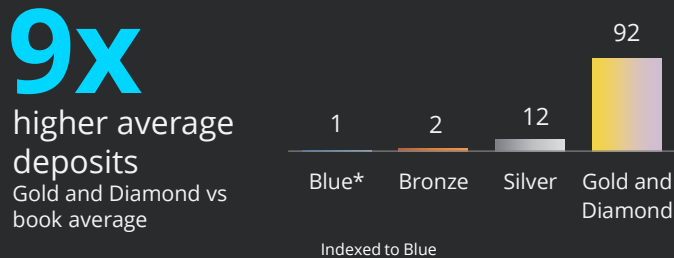 9x
higher average
deposits
Gold and Diamond vs
book average
1
2
12
92
Blue*
Bronze
Silver
Gold and
Diamond
Indexed to Blue